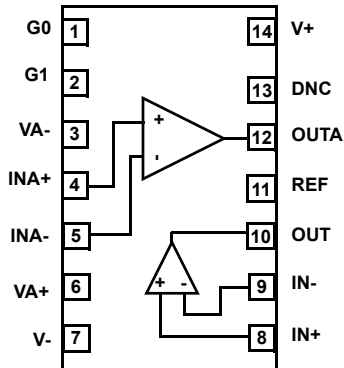 G0 1 14 V+
G1 2 13 DNC
VA- 3 + 12 OUTA
INA+ 4 - 11 REF
INA- 5 10 OUT
VA+ 6 + - 9 IN-
V- 7 8 IN+